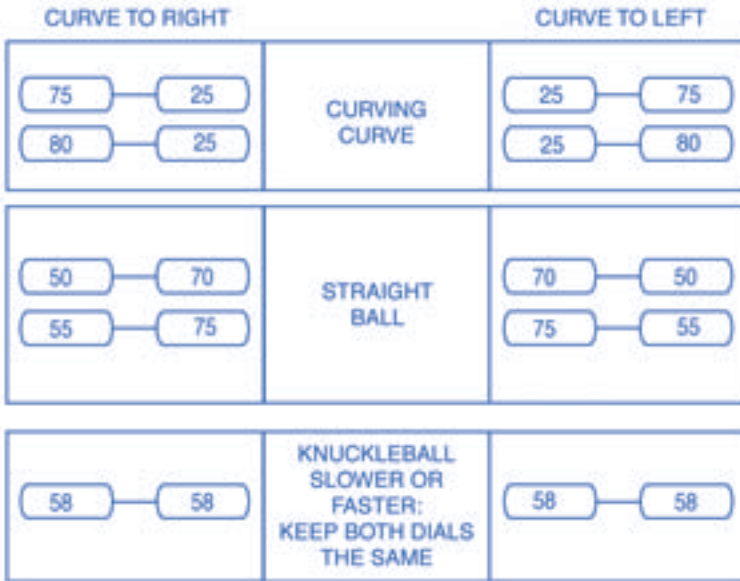 CURVE TO RIGHT CURVE TO LEFT
75 25 CURVING 25 75
80 25 CURVE 25 80
50 70 STRAIGHT 70 50
55 75 BALL 75 55
KNUCKLEBALL
SLOWER OR
58 58 FASTER: 58 58
KEEP BOTH DIALS
THE SAME